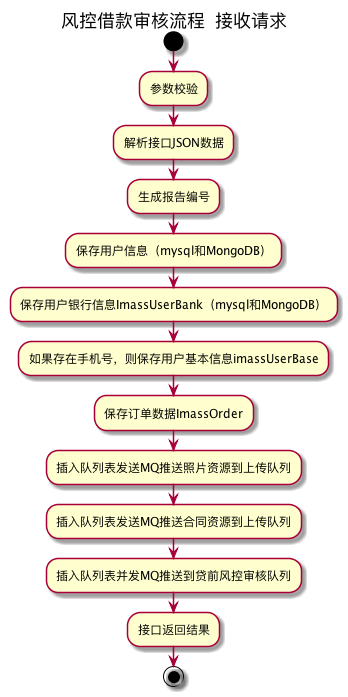 风控借款审核流程  接收请求
参数校验
解析接口JSON数据
生成报告编号
保存用户信息（mysql和MongoDB）
保存用户银行信息ImassUserBank（mysql和MongoDB）
如果存在手机号，则保存用户基本信息imassUserBase
保存订单数据ImassOrder
插入队列表发送MQ推送照片资源到上传队列
插入队列表发送MQ推送合同资源到上传队列
插入队列表并发MQ推送到贷前风控审核队列
接口返回结果